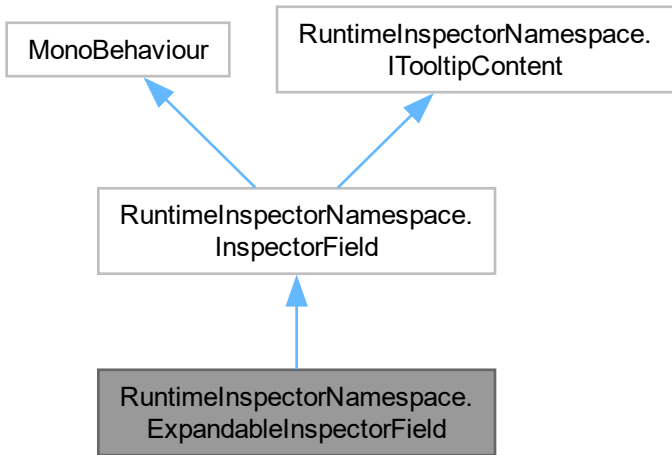 MonoBehaviour
RuntimeInspectorNamespace.
ITooltipContent
RuntimeInspectorNamespace.
InspectorField
RuntimeInspectorNamespace.
ExpandableInspectorField